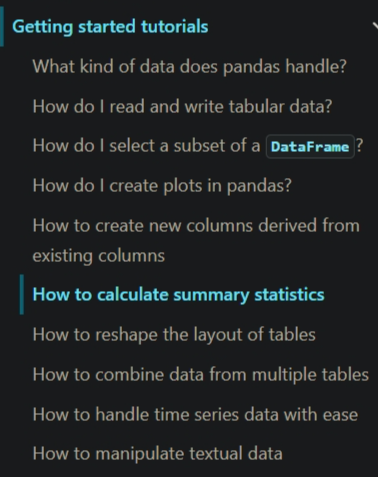 Getting started tutorials
What kind of data does pandas handle?
How do I read and write tabular data?
How do I select a subset of a DataFrame?
How do I create plots in pandas?
How to create new columns derived from
existing columns
How to calculate summary statistics
How to reshape the layout of tables
How to combine data from multiple tables
How to handle time series data with ease
How to manipulate textual data